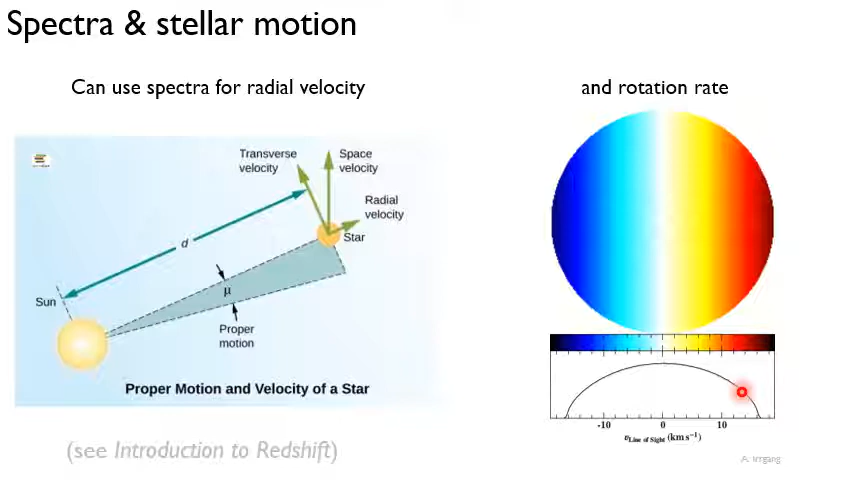 Spectra & stellar motion
Can use spectra for radial velocity
and rotation rate
Transverse
velocity
Space
velocity
Radial
velocity
d
Star
Sun
μ
Proper
motion
Proper Motion and Velocity of a Star
-10 0 10
vLine of Sight (km s⁻¹)
(see Introduction to Redshift)
A. Irrgang